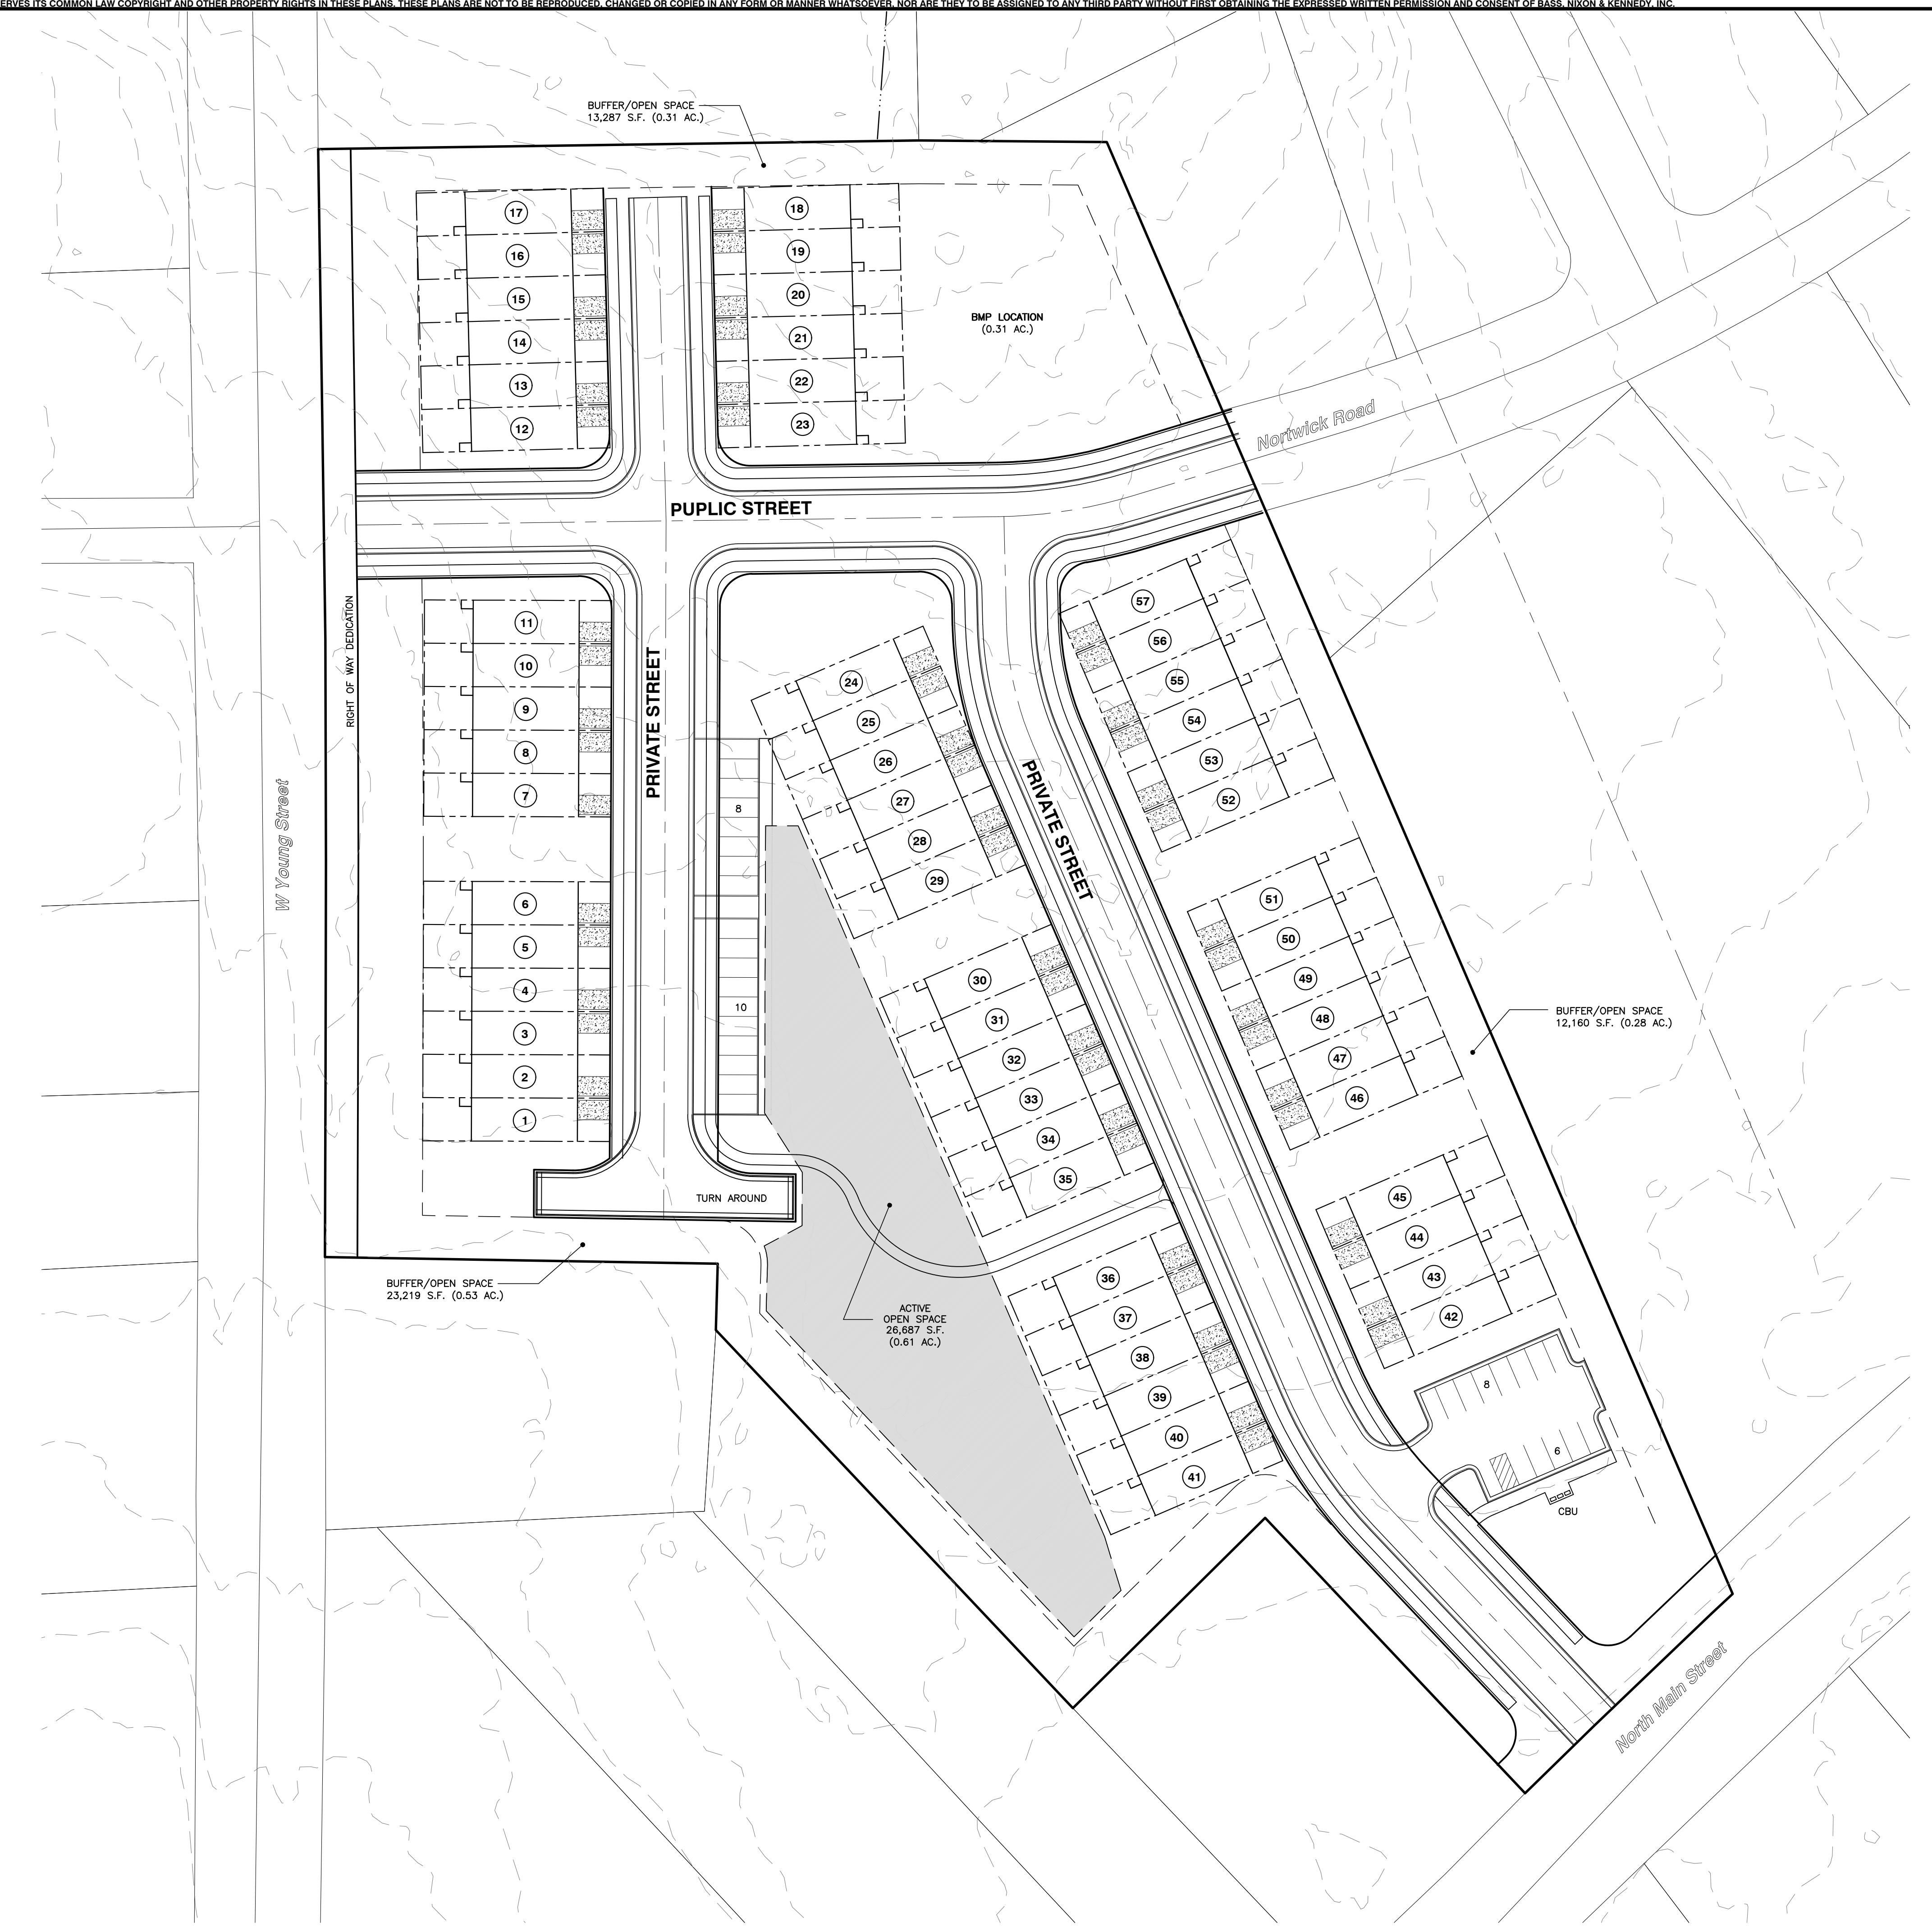 ERVES ITS COMMON LAW COPYRIGHT AND OTHER PROPERTY RIGHTS IN THESE PLANS. THESE PLANS ARE NOT TO BE REPRODUCED, CHANGED OR COPIED IN ANY FORM OR MANNER WHATSOEVER, NOR ARE THEY TO BE ASSIGNED TO ANY THIRD PARTY WITHOUT FIRST OBTAINING THE EXPRESSED WRITTEN PERMISSION AND CONSENT OF BASS, NIXON & KENNEDY, INC.
BUFFER/OPEN SPACE
13,287 S.F. (0.31 AC.)
17
16
15
14
13
12
18
19
20
21
22
23
BMP LOCATION
(0.31 AC.)
Nortwick Road
PUPLIC STREET
RIGHT OF WAY DEDICATION
W Young Street
11
10
9
8
7
6
5
4
3
2
1
PRIVATE STREET
8
10
TURN AROUND
24
25
26
27
28
29
30
31
32
33
34
35
36
37
38
39
40
41
PRIVATE STREET
57
56
55
54
53
52
51
50
49
48
47
46
45
44
43
42
BUFFER/OPEN SPACE
12,160 S.F. (0.28 AC.)
BUFFER/OPEN SPACE
23,219 S.F. (0.53 AC.)
ACTIVE
OPEN SPACE
26,687 S.F.
(0.61 AC.)
8
6
CBU
North Main Street